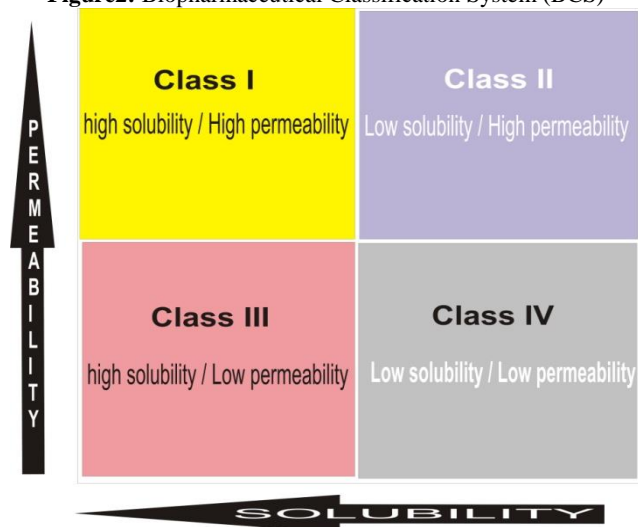 Figure2: Biopharmaceutical Classification System (BCS)
Class I
high solubility / High permeability
Class II
Low solubility / High permeability
PERMEABILITY
Class III
high solubility / Low permeability
Class IV
Low solubility / Low permeability
SOLUBILITY